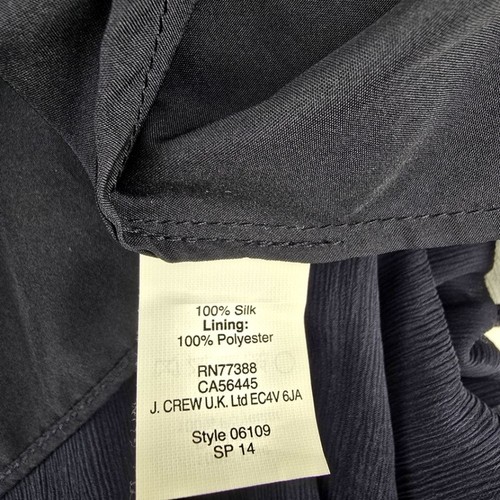 100% Silk
Lining:
100% Polyester
RN77388
CA56445
J. CREW U.K. Ltd EC4V 6JA
Style 06109
SP 14